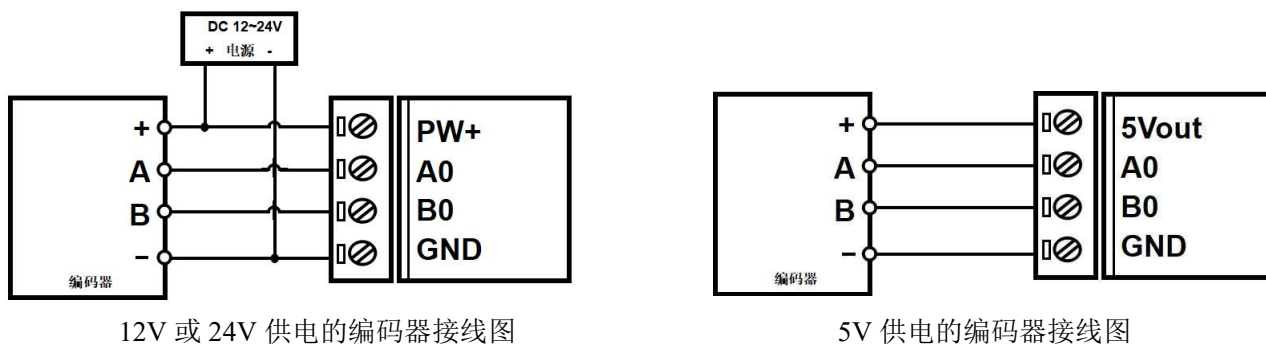 DC 12~24V
+ 电源 -
+ PW+
A A0
B B0
- GND
编码器
12V 或 24V 供电的编码器接线图
+ 5Vout
A A0
B B0
- GND
编码器
5V 供电的编码器接线图